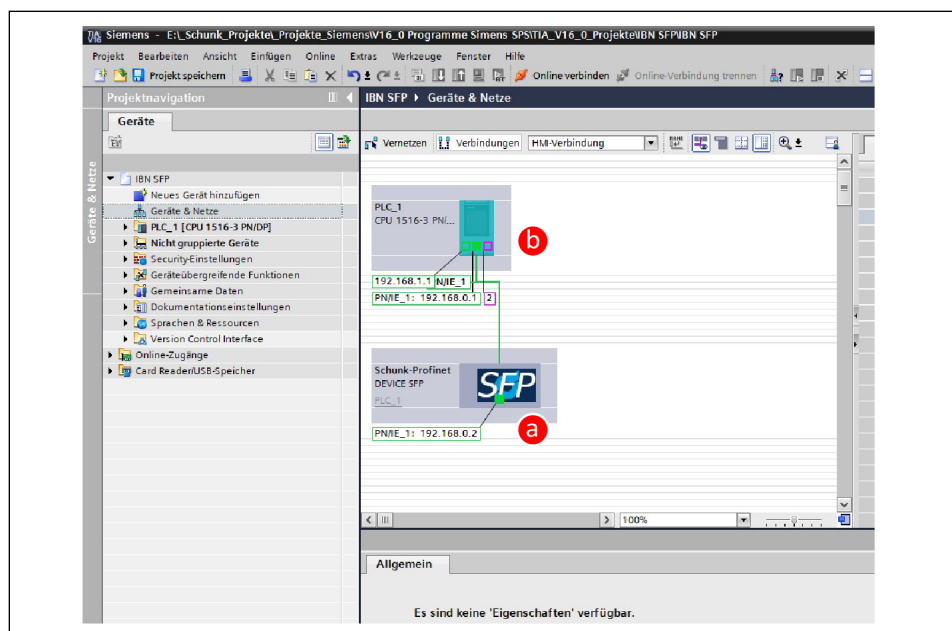 Siemens - E:\_Schunk_Projekte\_Projekte_Siemens\V16_0 Programme Simens SPS\TIA_V16_0_Projekte\IBN SFP\IBN SFP
Projekt Bearbeiten Ansicht Einfügen Online Extras Werkzeuge Fenster Hilfe
Projekt speichern Online verbinden Online-Verbindung trennen
Projektnavigation
IBN SFP Geräte & Netze
Geräte
Vernetzen Verbindungen HMI-Verbindung
Geräte & Netze
IBN SFP
Neues Gerät hinzufügen
Geräte & Netze
PLC_1 [CPU 1516-3 PN/DP]
Nicht gruppierte Geräte
Security-Einstellungen
Geräteübergreifende Funktionen
Gemeinsame Daten
Dokumentationseinstellungen
Sprachen & Ressourcen
Version Control Interface
Online-Zugänge
Card Reader/USB-Speicher
PLC_1
CPU 1516-3 PN/...
b
192.168.1.1 N/IE_1
PN/IE_1: 192.168.0.1 2
Schunk-Profinet
DEVICE SFP
PLC_1
SFP
a
PN/IE_1: 192.168.0.2
100%
Allgemein
Es sind keine 'Eigenschaften' verfügbar.